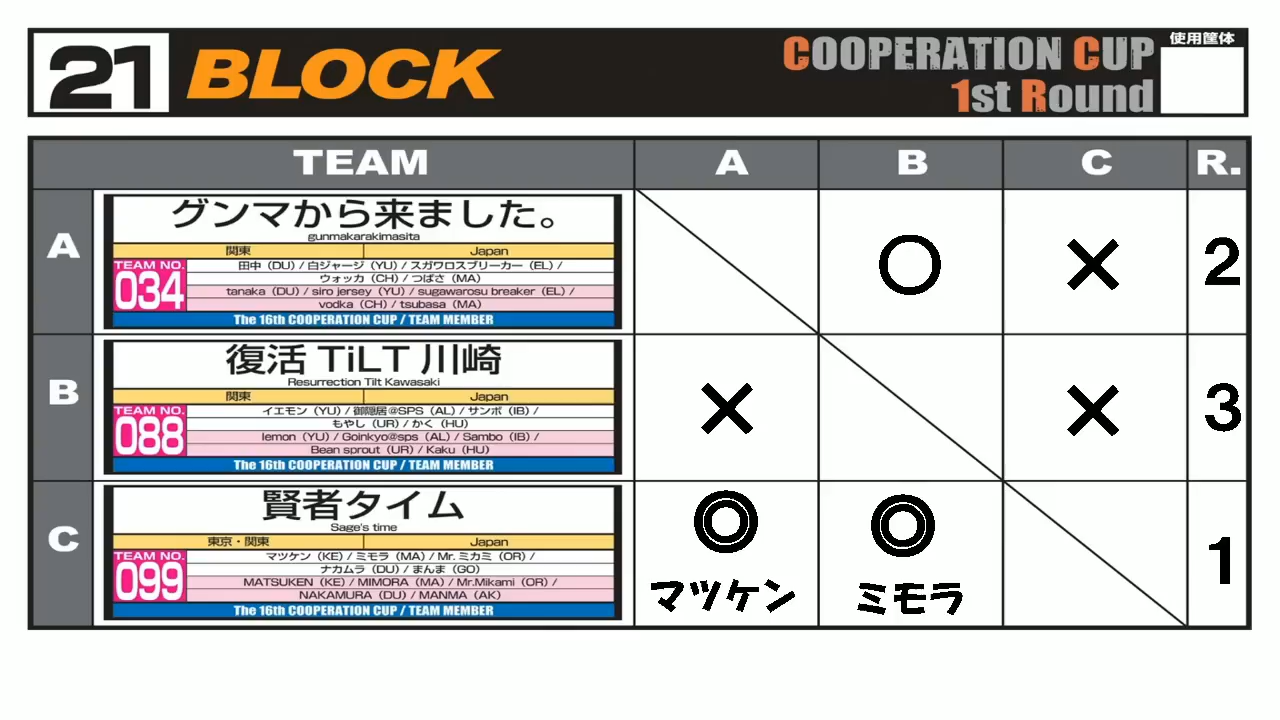 21 BLOCK
COOPERATION CUP
1st Round
使用筐体
TEAM A B C R.
A
グンマから来ました。
gunmakarakimasita
関東 Japan
TEAM NO.
034
田中（DU）/ 白ジャージ（YU）/ スガワロスブリーカー（EL）/
ウォッカ（CH）/ つばさ（MA）
tanaka（DU）/ siro jersey（YU）/ sugawarosu breaker（EL）/
vodka（CH）/ tsubasa（MA）
The 16th COOPERATION CUP / TEAM MEMBER
○ × 2
B
復活 TiLT 川崎
Resurrection Tilt Kawasaki
関東 Japan
TEAM NO.
088
イエモン（YU）/ 御隠居@SPS（AL）/ サンボ（IB）/
もやし（UR）/ かく（HU）
lemon（YU）/ Goinkyo@sps（AL）/ Sambo（IB）/
Bean sprout（UR）/ Kaku（HU）
The 16th COOPERATION CUP / TEAM MEMBER
× × 3
C
賢者タイム
Sage's time
東京・関東 Japan
TEAM NO.
099
マツケン（KE）/ ミモラ（MA）/ Mr. ミカミ（OR）/
ナカムラ（DU）/ まんま（GO）
MATSUKEN（KE）/ MIMORA（MA）/ Mr.Mikami（OR）/
NAKAMURA（DU）/ MANMA（AK）
The 16th COOPERATION CUP / TEAM MEMBER
◎ ◎ 1
マツケン ミモラ